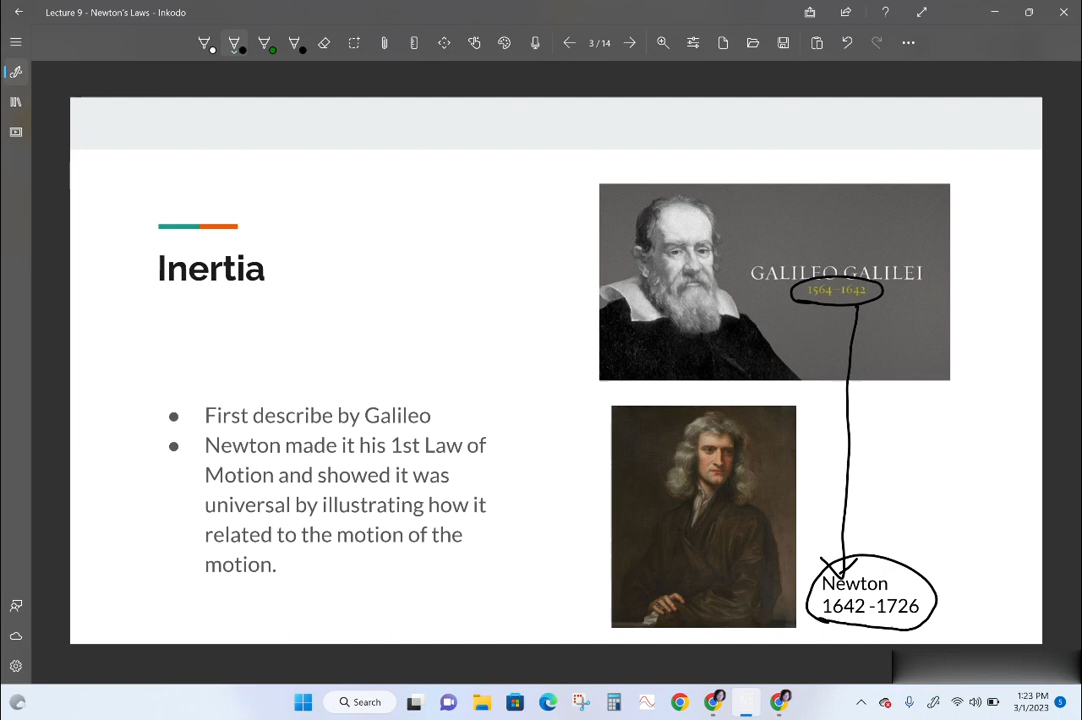 Lecture 9 - Newton's Laws - Inkodo
3 / 14
Inertia
GALILEO GALILEI
1564–1642
● First describe by Galileo
● Newton made it his 1st Law of
Motion and showed it was
universal by illustrating how it
related to the motion of the
motion.
Newton
1642 -1726
Search
1:23 PM
3/1/2023
5